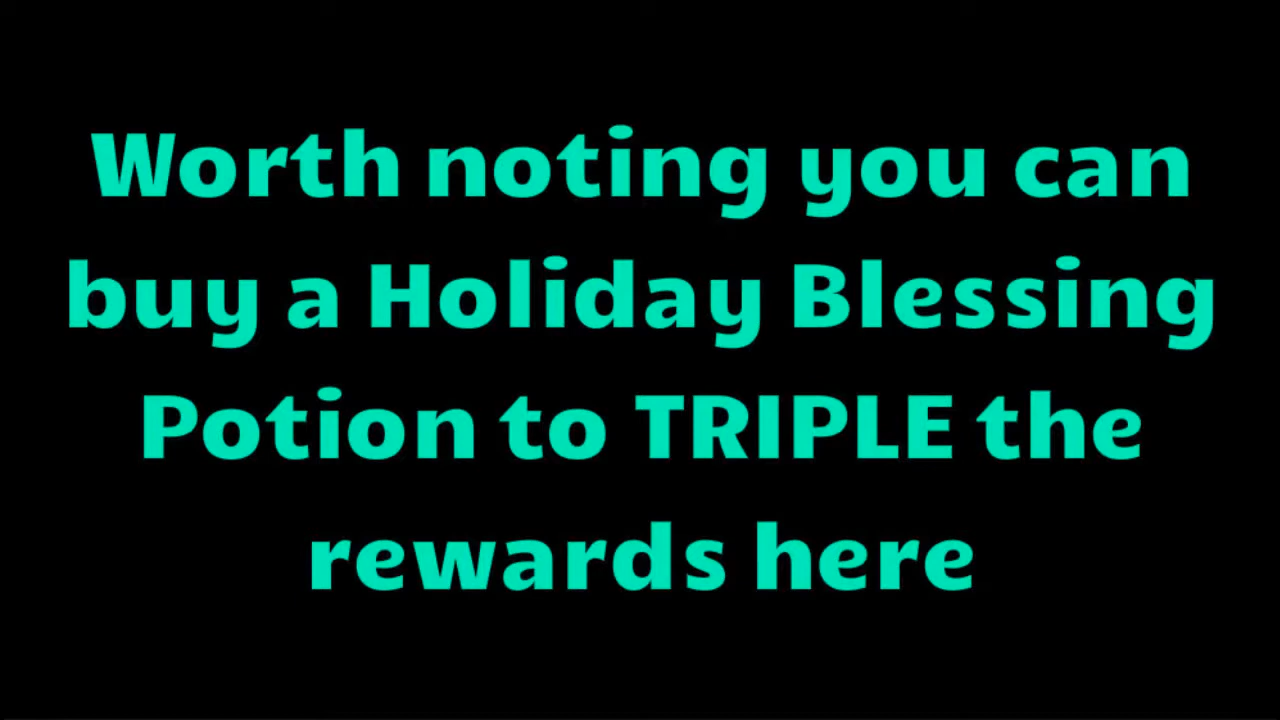 Worth noting you can
buy a Holiday Blessing
Potion to TRIPLE the
rewards here